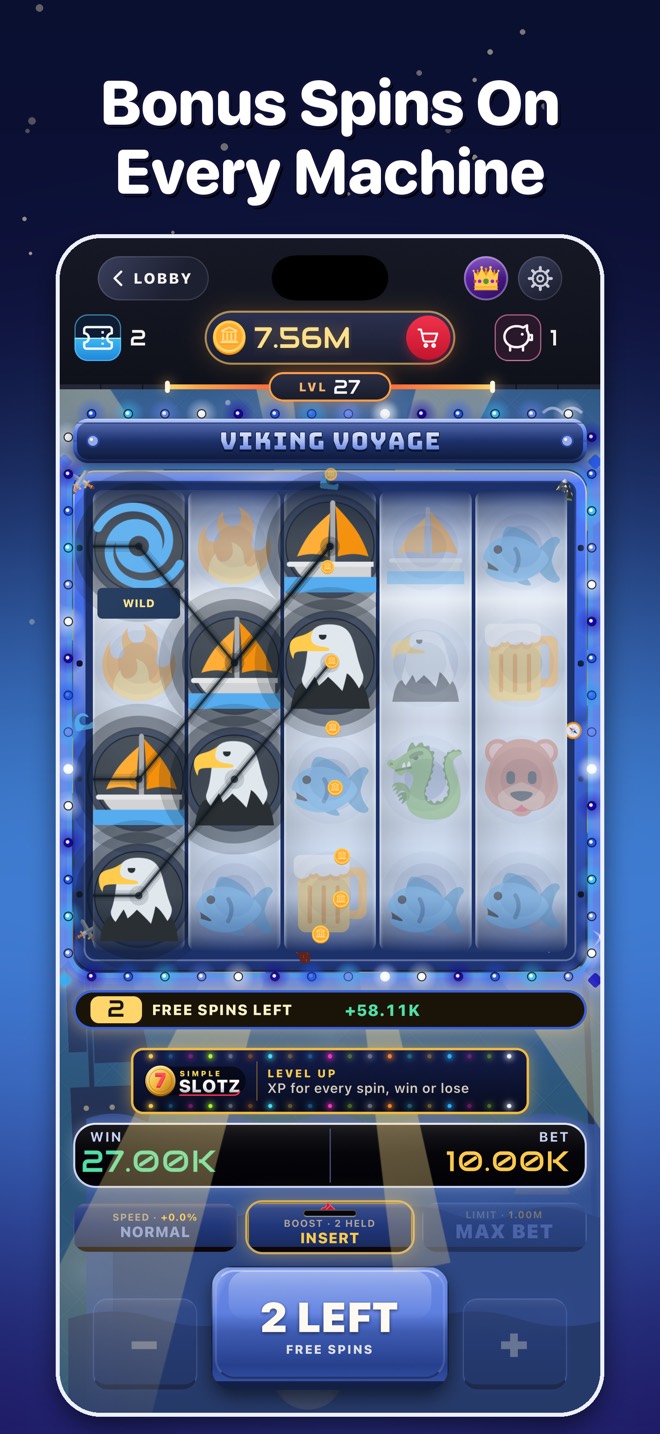 Bonus Spins On
Every Machine
LOBBY
2
7.56M
1
LVL 27
VIKING VOYAGE
WILD
2 FREE SPINS LEFT +58.11K
7 SIMPLE SLOTZ
LEVEL UP
XP for every spin, win or lose
WIN
27.00K
BET
10.00K
SPEED · +0.0%
NORMAL
BOOST · 2 HELD
INSERT
LIMIT · 1.00M
MAX BET
−
2 LEFT
FREE SPINS
+